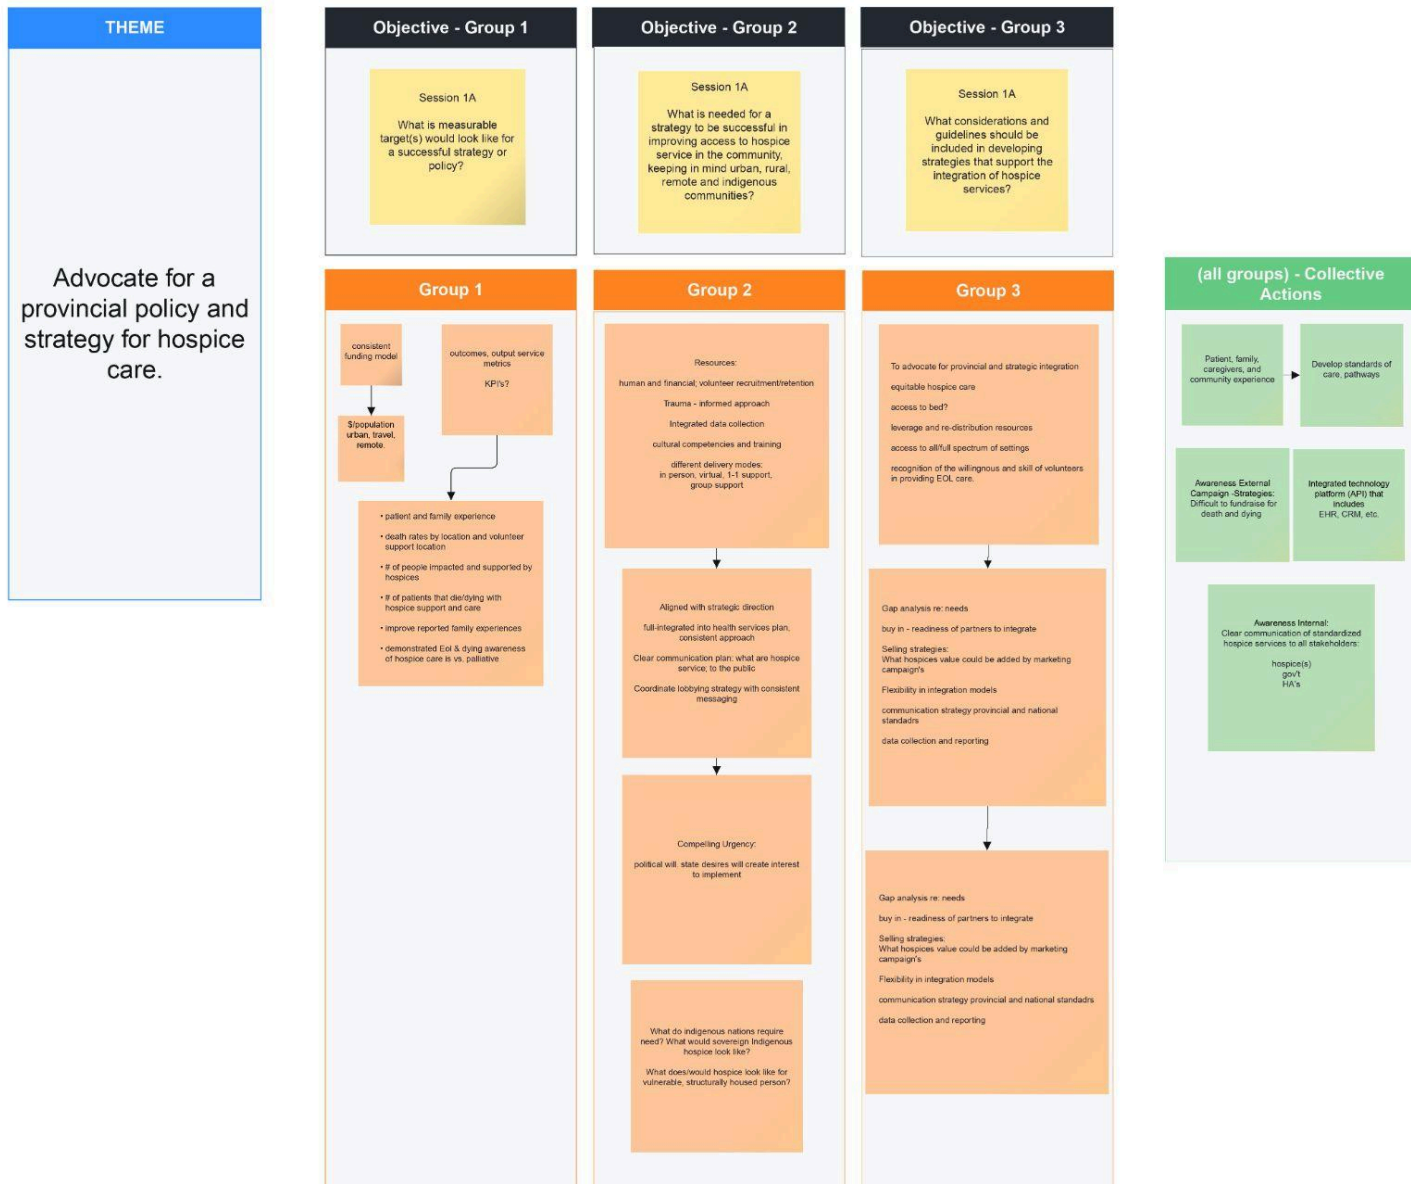 THEME
Advocate for a
provincial policy and
strategy for hospice
care.
Objective - Group 1
Session 1A
What is measurable
target(s) would look like for
a successful strategy or
policy?
Objective - Group 2
Session 1A
What is needed for a
strategy to be successful in
improving access to hospice
service in the community,
keeping in mind urban, rural,
remote and indigenous
communities?
Objective - Group 3
Session 1A
What considerations and
guidelines should be
included in developing
strategies that support the
integration of hospice
services?
Group 1
consistent
funding model
$/population
urban, travel,
remote.
outcomes, output service
metrics
KPI's?
• patient and family experience
• death rates by location and volunteer
support location
• # of people impacted and supported by
hospices
• # of patients that die/dying with
hospice support and care
• improve reported family experiences
• demonstrated Eol & dying awareness
of hospice care is vs. palliative
Group 2
Resources:
human and financial; volunteer recruitment/retention
Trauma - informed approach
Integrated data collection
cultural competencies and training
different delivery modes:
in person, virtual, 1-1 support,
group support
Aligned with strategic direction
full-integrated into health services plan,
consistent approach
Clear communication plan: what are hospice
service; to the public
Coordinate lobbying strategy with consistent
messaging
Compelling Urgency:
political will. state desires will create interest
to implement
What do indigenous nations require
need? What would sovereign Indigenous
hospice look like?
What does/would hospice look like for
vulnerable, structurally housed person?
Group 3
To advocate for provincial and strategic integration
equitable hospice care
access to bed?
leverage and re-distribution resources
access to all/full spectrum of settings
recognition of the willingnous and skill of volunteers
in providing EOL care.
Gap analysis re: needs
buy in - readiness of partners to integrate
Selling strategies:
What hospices value could be added by marketing
campaign's
Flexibility in integration models
communication strategy provincial and national
standadrs
data collection and reporting
Gap analysis re: needs
buy in - readiness of partners to integrate
Selling strategies:
What hospices value could be added by marketing
campaign's
Flexibility in integration models
communication strategy provincial and national standadrs
data collection and reporting
(all groups) - Collective
Actions
Patient, family,
caregivers, and
community experience
Develop standards of
care, pathways
Awareness External
Campaign -Strategies:
Difficult to fundraise for
death and dying
Integrated technology
platform (API) that
includes
EHR, CRM, etc.
Awareness Internal:
Clear communication of standardized
hospice services to all stakeholders:
hospice(s)
gov't
HA's